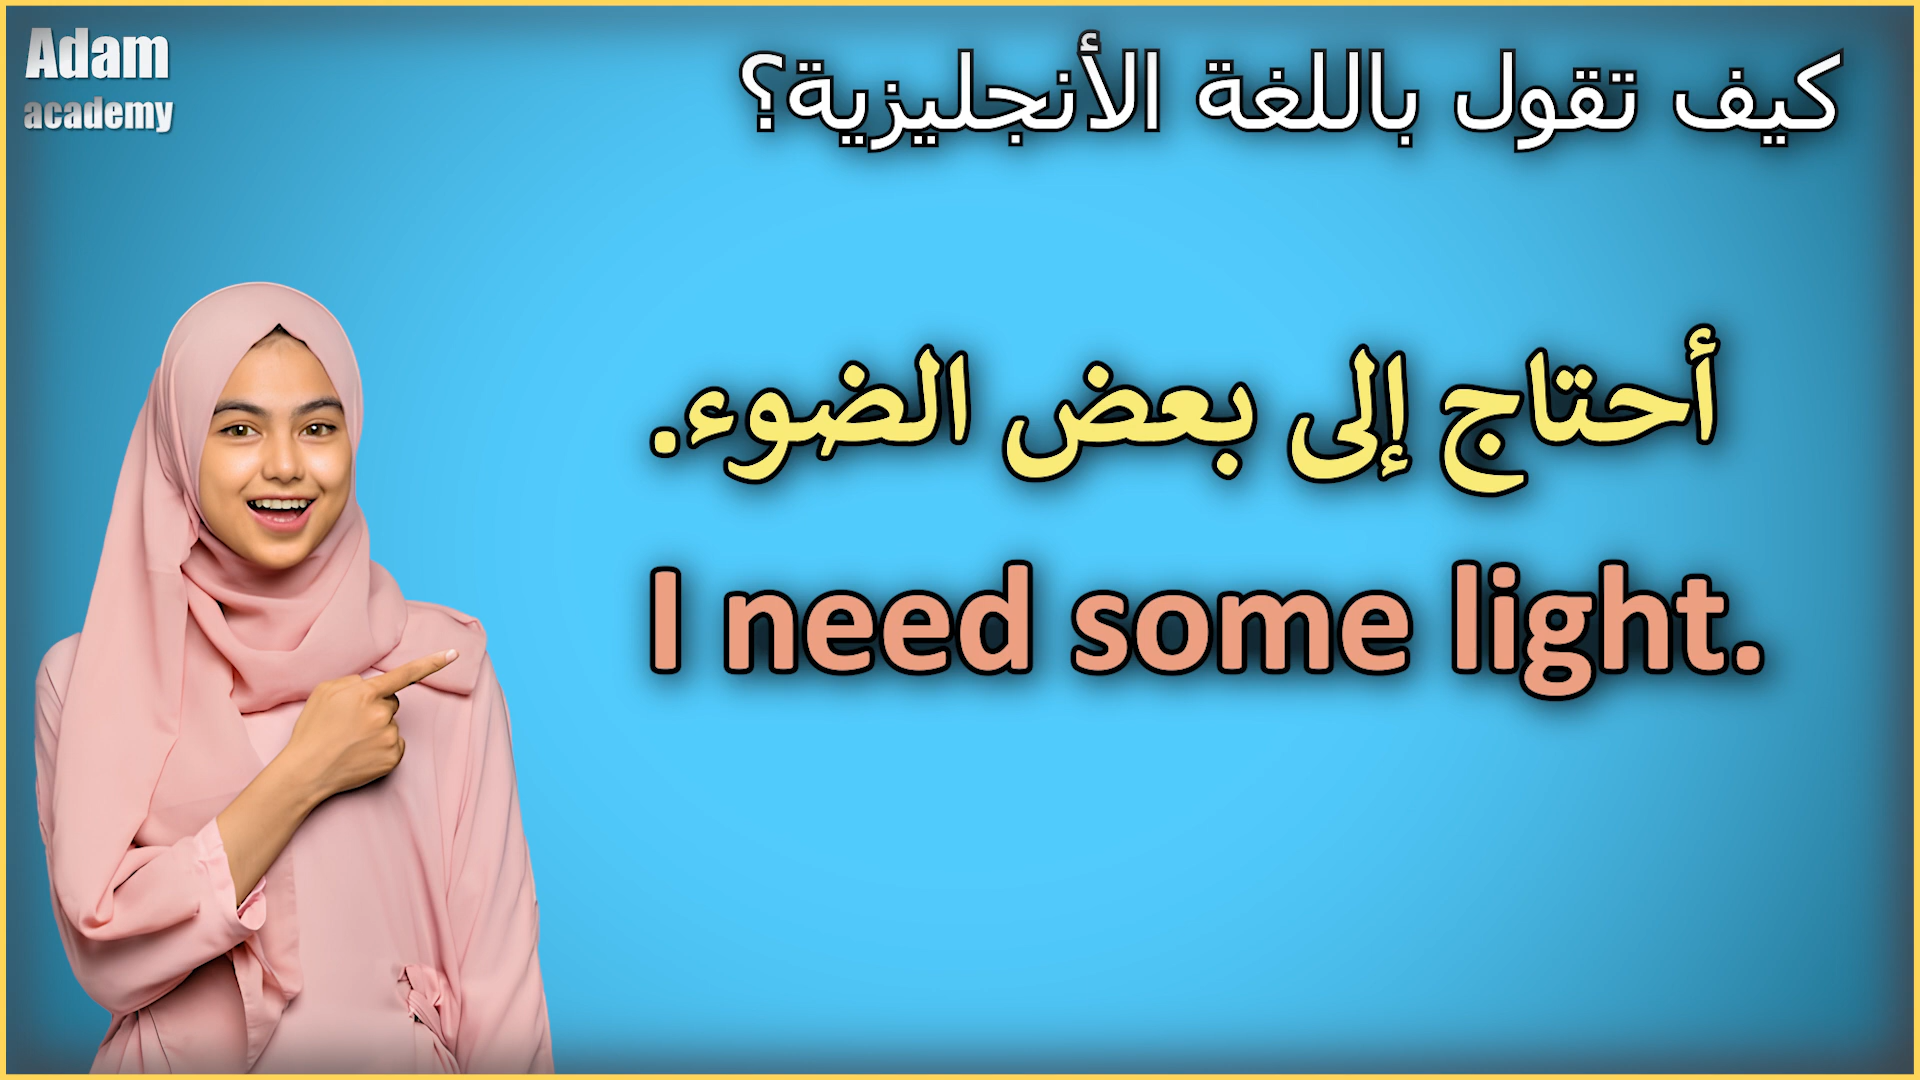 Adam
academy
كيف تقول باللغة الأنجليزية؟
أحتاج إلى بعض الضوء.
I need some light.